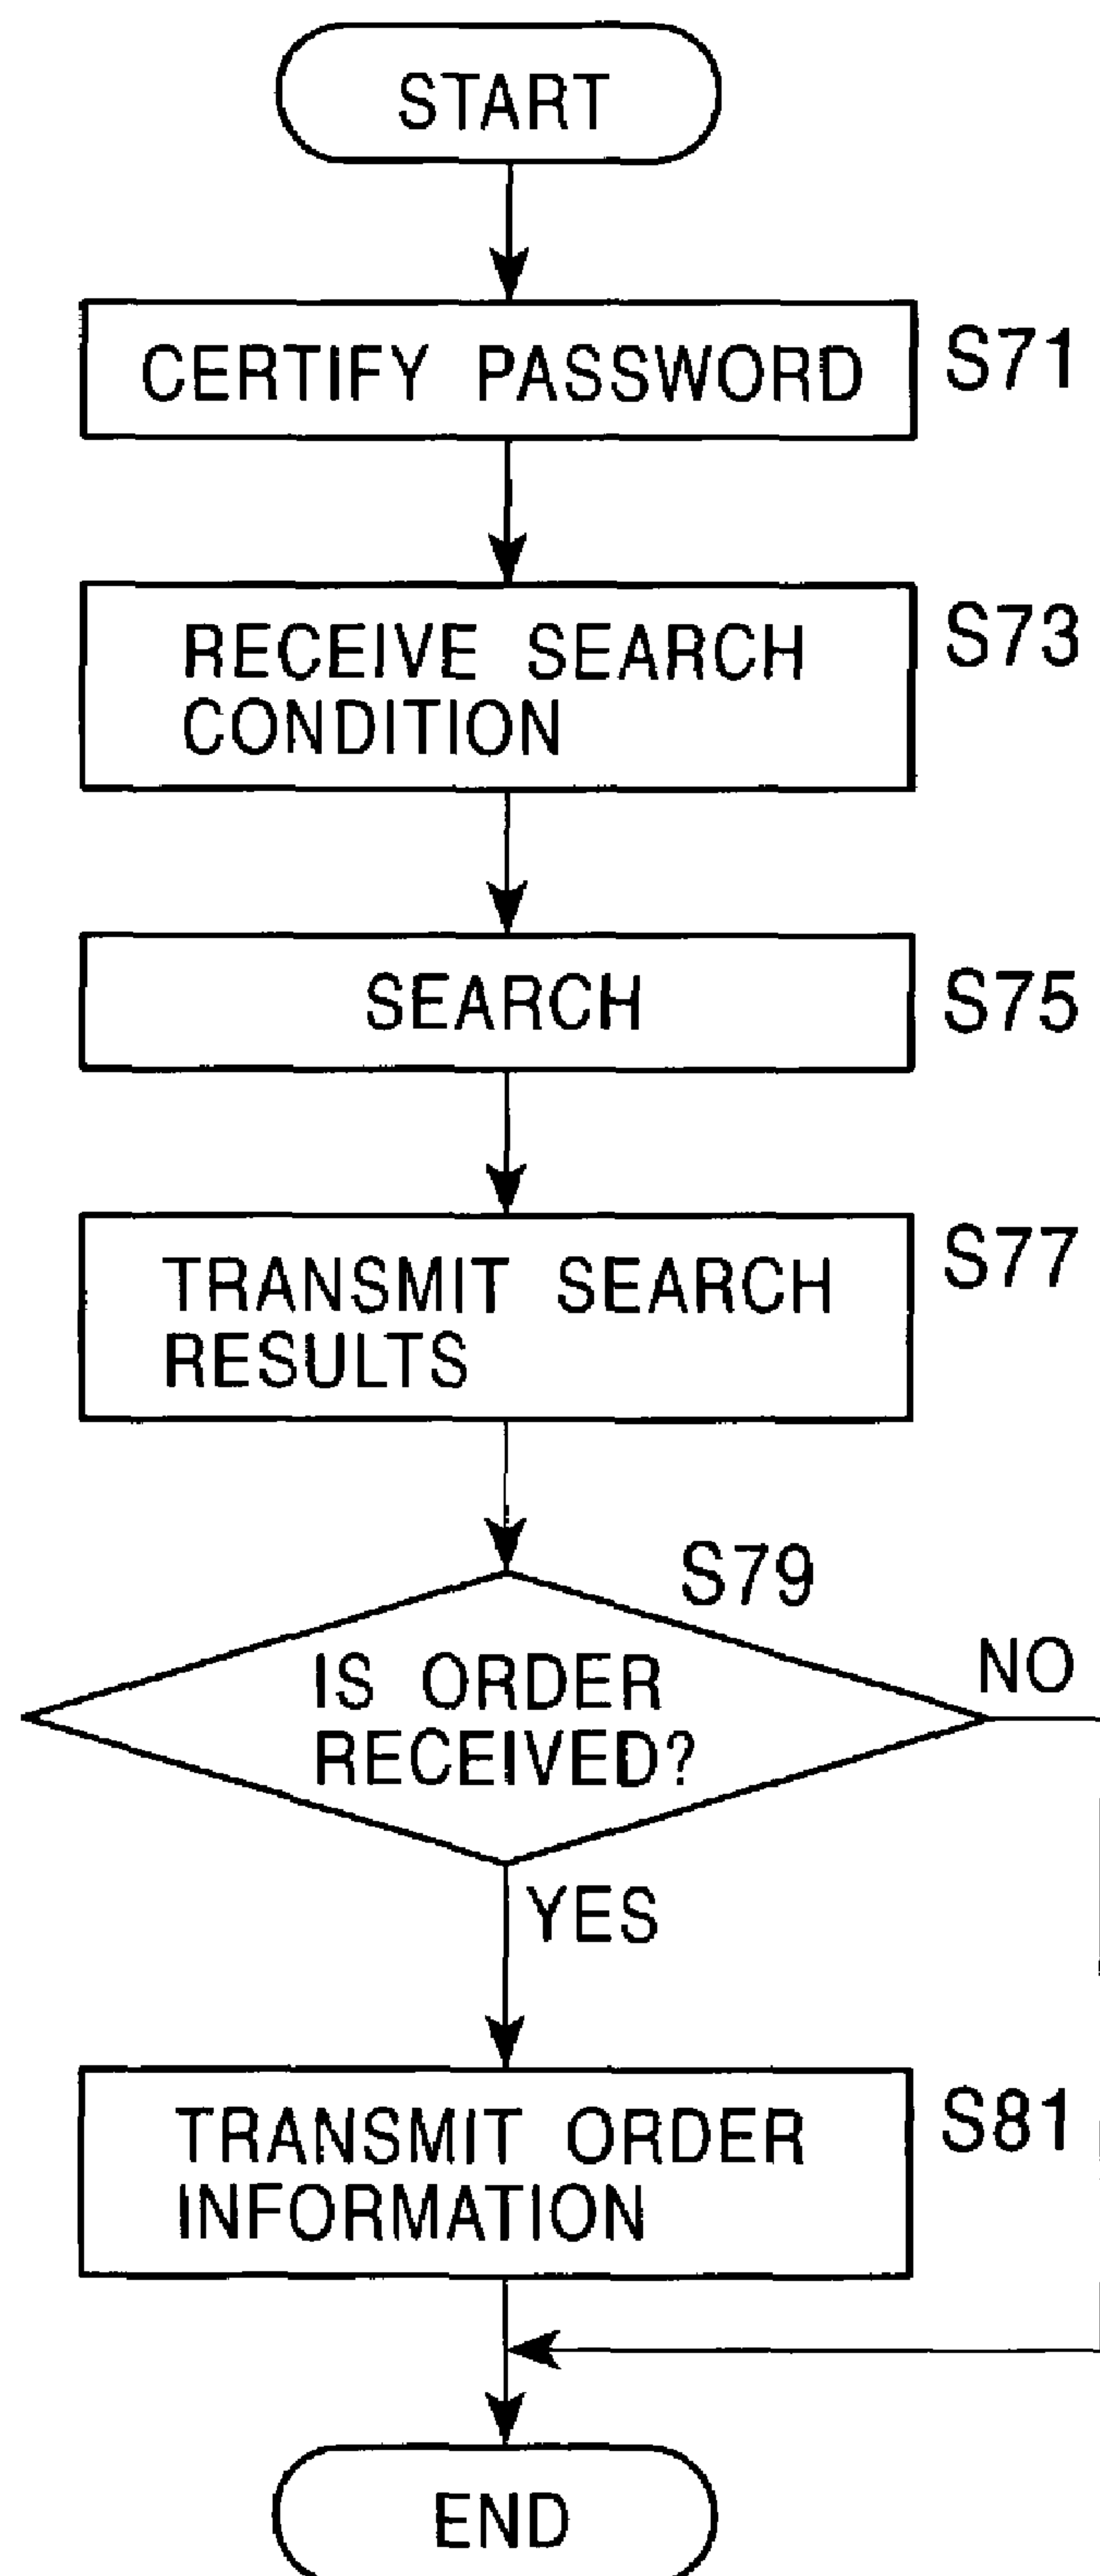 START
CERTIFY PASSWORD
S71
RECEIVE SEARCH
CONDITION
S73
SEARCH
S75
TRANSMIT SEARCH
RESULTS
S77
S79
IS ORDER
RECEIVED?
NO
YES
TRANSMIT ORDER
INFORMATION
S81
END